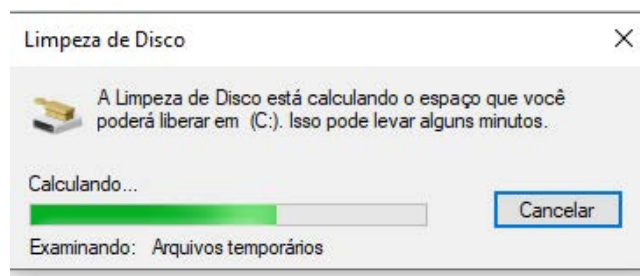 Limpeza de Disco
A Limpeza de Disco está calculando o espaço que você
poderá liberar em  (C:). Isso pode levar alguns minutos.
Calculando...
Cancelar
Examinando:   Arquivos temporários